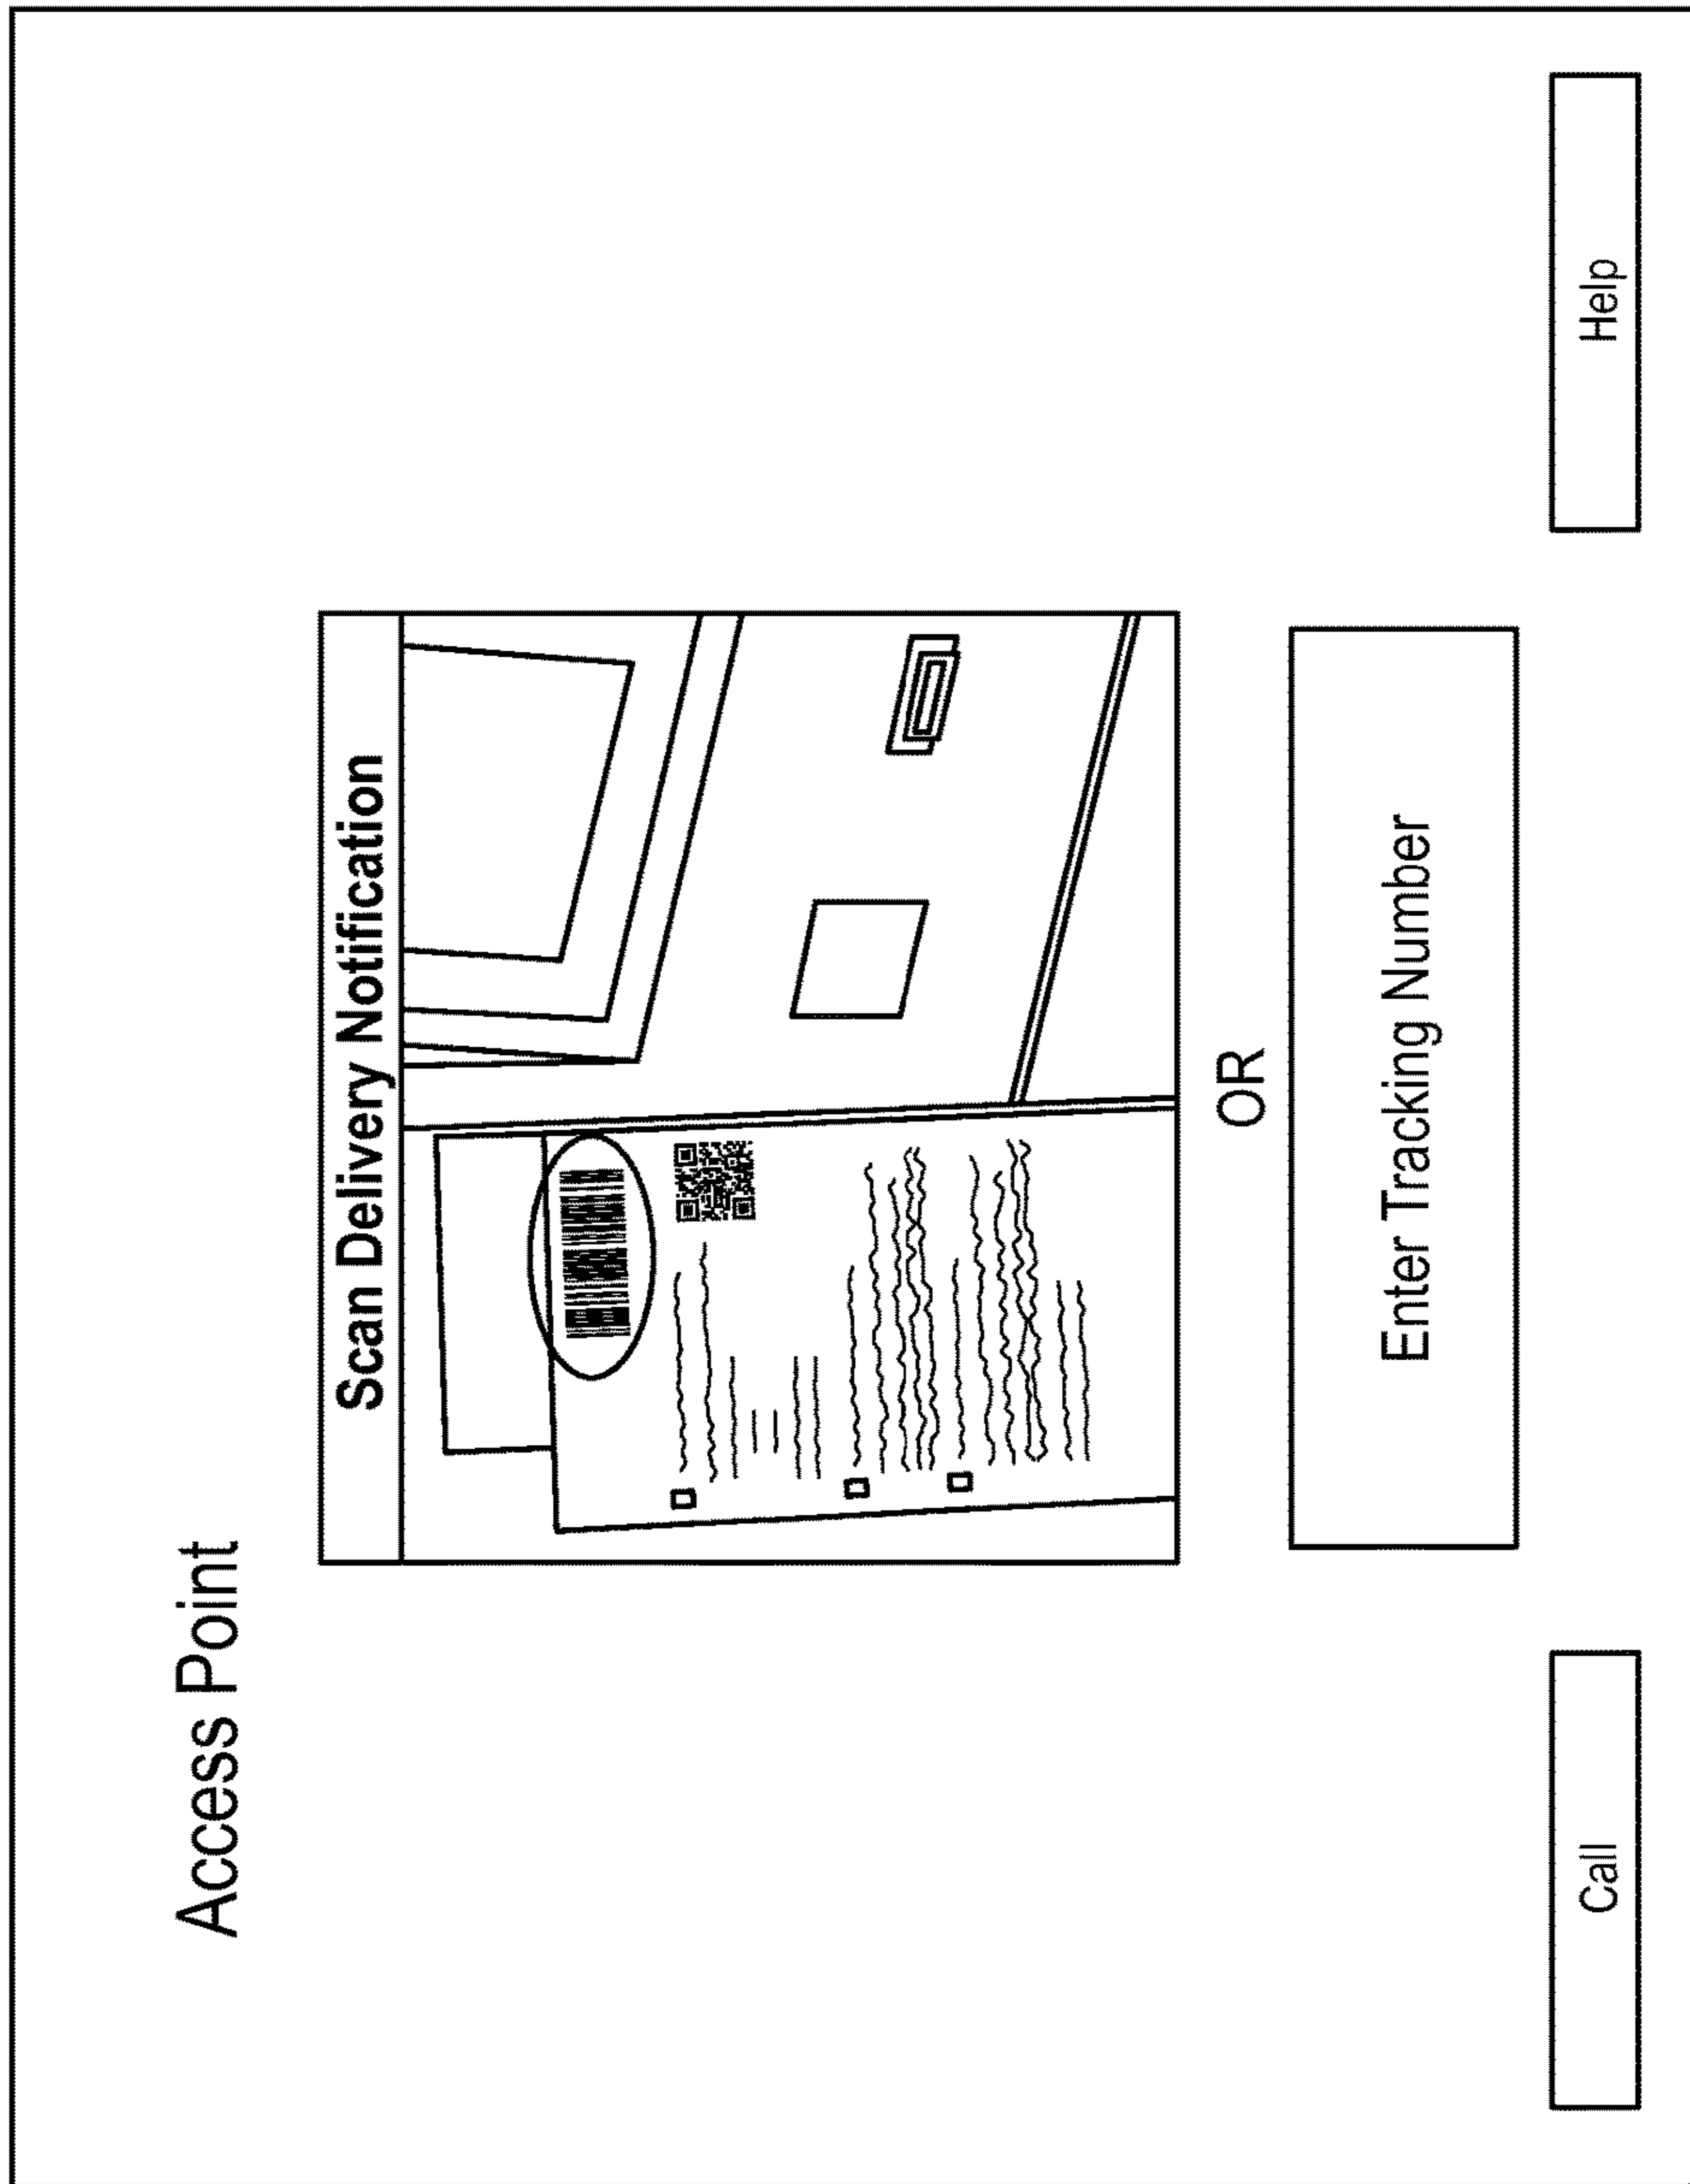 Access Point
Scan Delivery Notification
OR
Enter Tracking Number
Call
Help